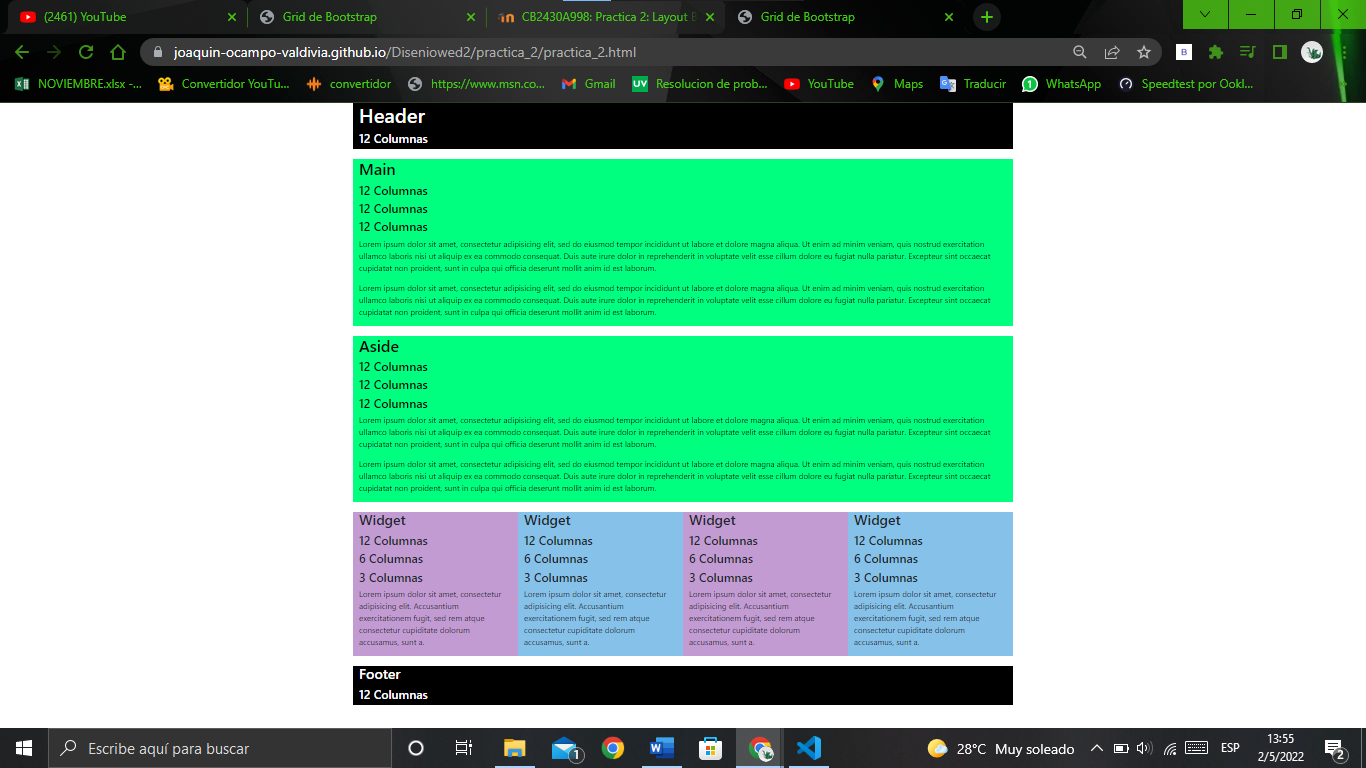 (2461) YouTube
Grid de Bootstrap
CB2430A998: Practica 2: Layout B
Grid de Bootstrap
joaquin-ocampo-valdivia.github.io/Diseniowed2/practica_2/practica_2.html
B
NOVIEMBRE.xlsx -...
Convertidor YouTu...
convertidor
https://www.msn.co...
Gmail
UV
Resolucion de prob...
YouTube
Maps
Traducir
1
WhatsApp
Speedtest por Ookl...
Header
12 Columnas
Main
12 Columnas
12 Columnas
12 Columnas
Lorem ipsum dolor sit amet, consectetur adipisicing elit, sed do eiusmod tempor incididunt ut labore et dolore magna aliqua. Ut enim ad minim veniam, quis nostrud exercitation
ullamco laboris nisi ut aliquip ex ea commodo consequat. Duis aute irure dolor in reprehenderit in voluptate velit esse cillum dolore eu fugiat nulla pariatur. Excepteur sint occaecat
cupidatat non proident, sunt in culpa qui officia deserunt mollit anim id est laborum.
Lorem ipsum dolor sit amet, consectetur adipisicing elit, sed do eiusmod tempor incididunt ut labore et dolore magna aliqua. Ut enim ad minim veniam, quis nostrud exercitation
ullamco laboris nisi ut aliquip ex ea commodo consequat. Duis aute irure dolor in reprehenderit in voluptate velit esse cillum dolore eu fugiat nulla pariatur. Excepteur sint occaecat
cupidatat non proident, sunt in culpa qui officia deserunt mollit anim id est laborum.
Aside
12 Columnas
12 Columnas
12 Columnas
Lorem ipsum dolor sit amet, consectetur adipisicing elit, sed do eiusmod tempor incididunt ut labore et dolore magna aliqua. Ut enim ad minim veniam, quis nostrud exercitation
ullamco laboris nisi ut aliquip ex ea commodo consequat. Duis aute irure dolor in reprehenderit in voluptate velit esse cillum dolore eu fugiat nulla pariatur. Excepteur sint occaecat
cupidatat non proident, sunt in culpa qui officia deserunt mollit anim id est laborum.
Lorem ipsum dolor sit amet, consectetur adipisicing elit, sed do eiusmod tempor incididunt ut labore et dolore magna aliqua. Ut enim ad minim veniam, quis nostrud exercitation
ullamco laboris nisi ut aliquip ex ea commodo consequat. Duis aute irure dolor in reprehenderit in voluptate velit esse cillum dolore eu fugiat nulla pariatur. Excepteur sint occaecat
cupidatat non proident, sunt in culpa qui officia deserunt mollit anim id est laborum.
Widget
12 Columnas
6 Columnas
3 Columnas
Lorem ipsum dolor sit amet, consectetur
adipisicing elit. Accusantium
exercitationem fugit, sed rem atque
consectetur cupiditate dolorum
accusamus, sunt a.
Widget
12 Columnas
6 Columnas
3 Columnas
Lorem ipsum dolor sit amet, consectetur
adipisicing elit. Accusantium
exercitationem fugit, sed rem atque
consectetur cupiditate dolorum
accusamus, sunt a.
Widget
12 Columnas
6 Columnas
3 Columnas
Lorem ipsum dolor sit amet, consectetur
adipisicing elit. Accusantium
exercitationem fugit, sed rem atque
consectetur cupiditate dolorum
accusamus, sunt a.
Widget
12 Columnas
6 Columnas
3 Columnas
Lorem ipsum dolor sit amet, consectetur
adipisicing elit. Accusantium
exercitationem fugit, sed rem atque
consectetur cupiditate dolorum
accusamus, sunt a.
Footer
12 Columnas
Escribe aquí para buscar
1
W
28°C Muy soleado
ESP
13:55
2/5/2022
2